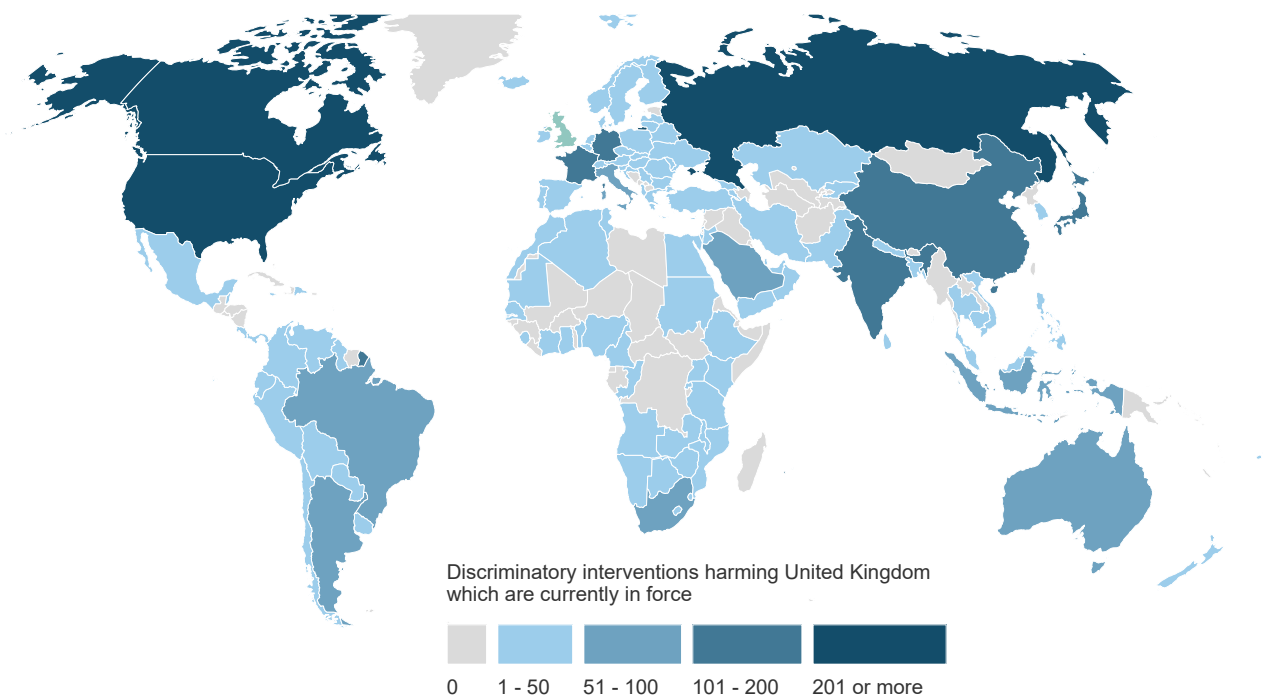 Discriminatory interventions harming United Kingdom
which are currently in force
0 1 - 50 51 - 100 101 - 200 201 or more